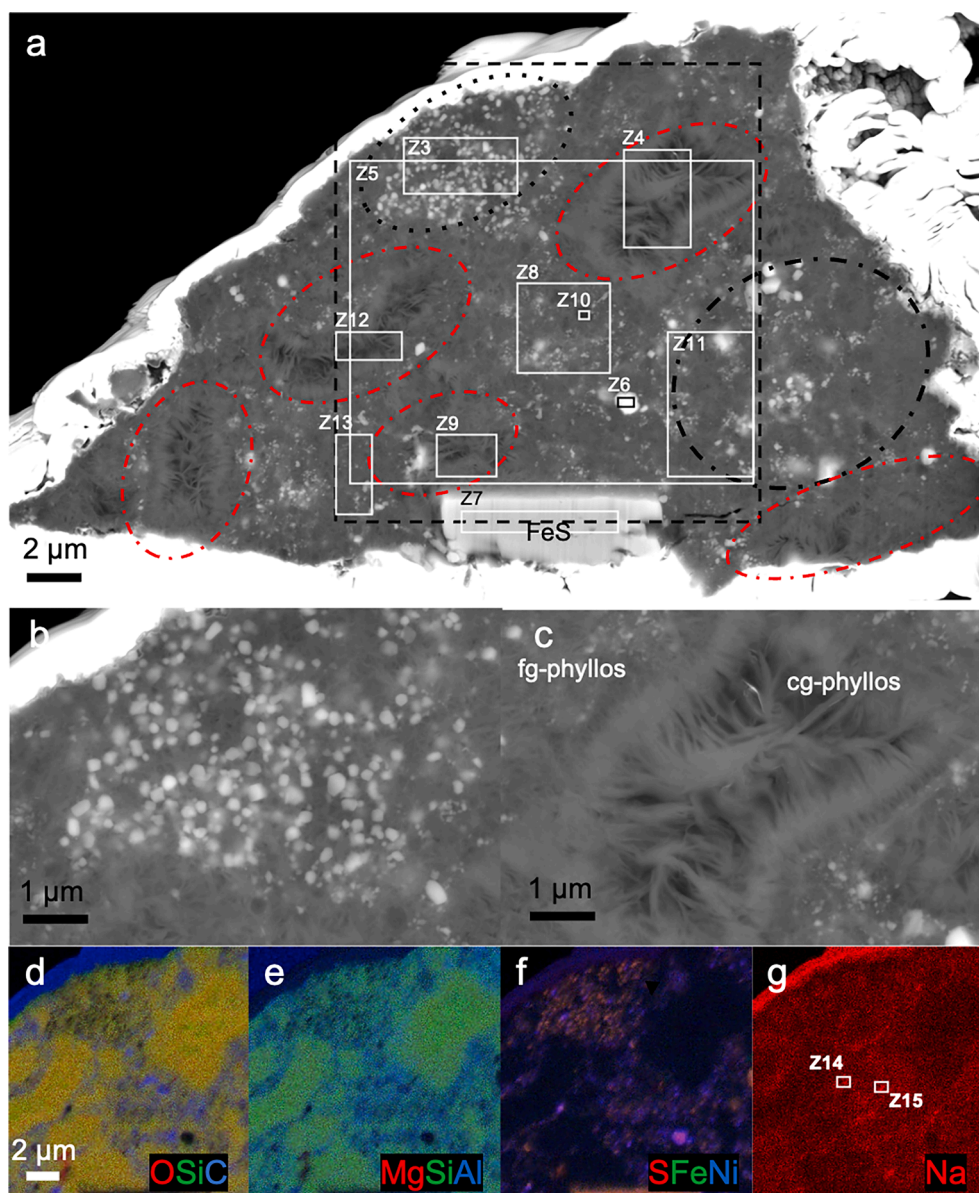 a
Z3
Z4
Z5
Z8
Z10
Z12
Z11
Z6
Z13
Z9
Z7
FeS
2 µm
b
c
fg-phyllos
cg-phyllos
1 µm
1 µm
d
e
f
g
Z14
Z15
2 µm
OSiC
MgSiAl
SFeNi
Na